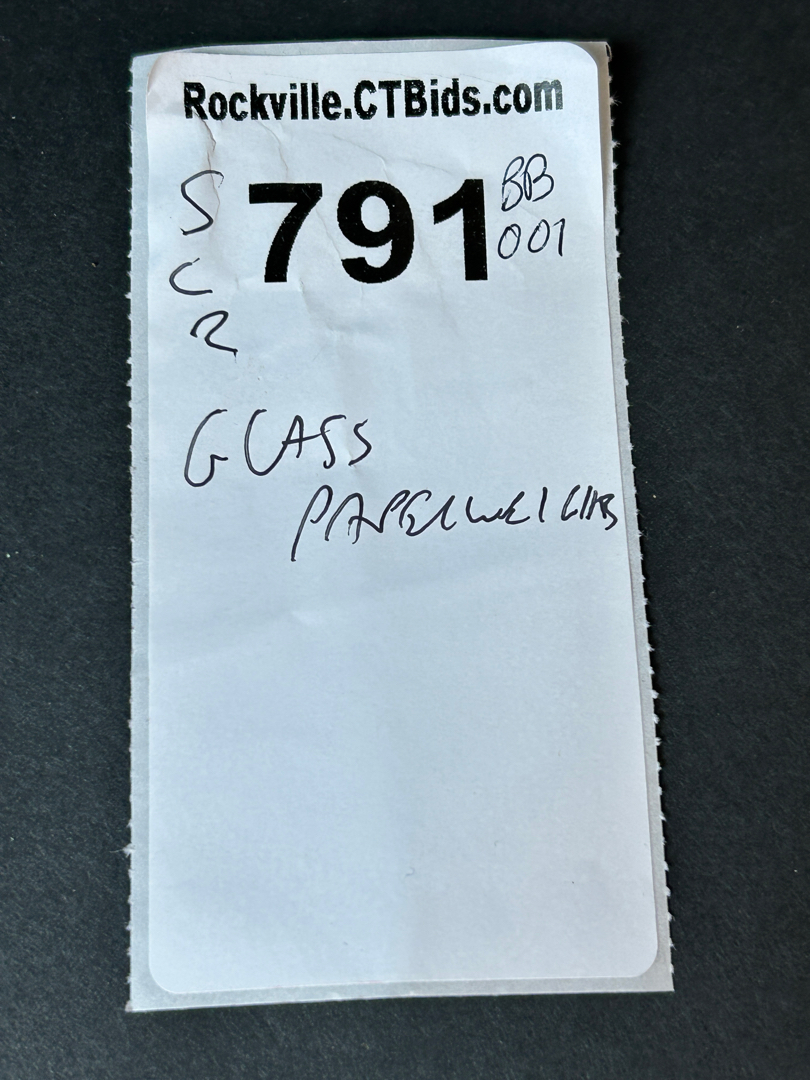 Rockville.CTBids.com
S 791 BB
001
C
2
GLASS
PAPERWEIGHTS